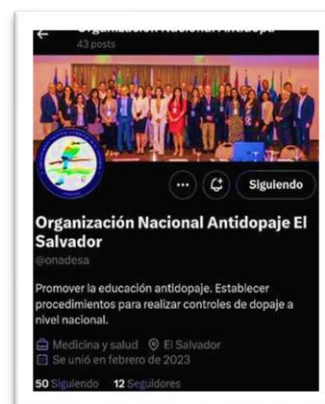 43 posts
Siguiendo
Organización Nacional Antidopaje El
Salvador
@onadesa
Promover la educación antidopaje. Establecer
procedimientos para realizar controles de dopaje a
nivel nacional.
Medicina y salud El Salvador
Se unió en febrero de 2023
50 Siguiendo 12 Seguidores